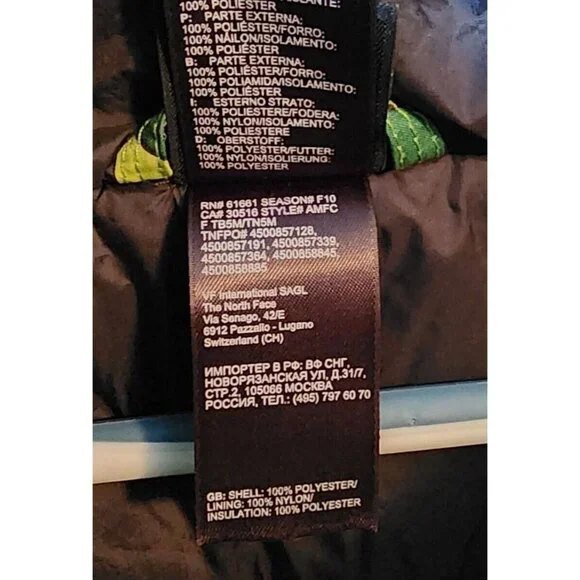 100% POLIESTER
P: PARTE EXTERNA:
100% POLIÉSTER/FORRO:
100% NÁILON/ISOLAMENTO:
100% POLIÉSTER
B: PARTE EXTERNA:
100% POLIÉSTER/FORRO:
100% POLIAMIDA/ISOLAMENTO:
100% POLIÉSTER
I: ESTERNO STRATO:
100% POLIESTERE/FODERA:
100% NYLON/ISOLAMENTO:
100% POLIESTERE
D: OBERSTOFF:
100% POLYESTER/FUTTER:
100% NYLON/ISOLIERUNG:
100% POLYESTER
RN# 61661 SEASON# F10
CA# 30516 STYLE# AMFC
F TB5M/TN5M
TNFPO# 4500857128,
4500857191, 4500857339,
4500857364, 4500858845,
4500858885
VF International SAGL
The North Face
Via Senago, 42/E
6912 Pazzallo - Lugano
Switzerland (CH)
ИМПОРТЕР В РФ: ВФ СНГ,
НОВОРЯЗАНСКАЯ УЛ, Д.31/7,
СТР.2, 105066 МОСКВА
РОССИЯ, ТЕЛ.: (495) 797 60 70
GB: SHELL: 100% POLYESTER/
LINING: 100% NYLON/
INSULATION: 100% POLYESTER